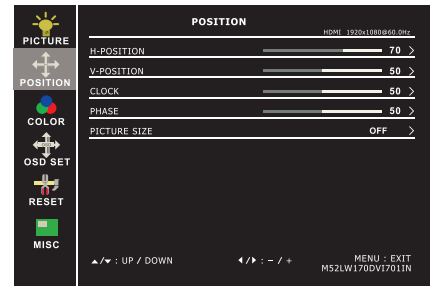 POSITION
HDMI 1920x1080@60.0Hz
PICTURE
POSITION
COLOR
OSD
OSD SET
RESET
MISC
H-POSITION 70 >
V-POSITION 50 >
CLOCK 50 >
PHASE 50 >
PICTURE SIZE OFF >
▲/▼ : UP / DOWN ◀/▶ : - / + MENU : EXIT
M52LW170DVI701IN